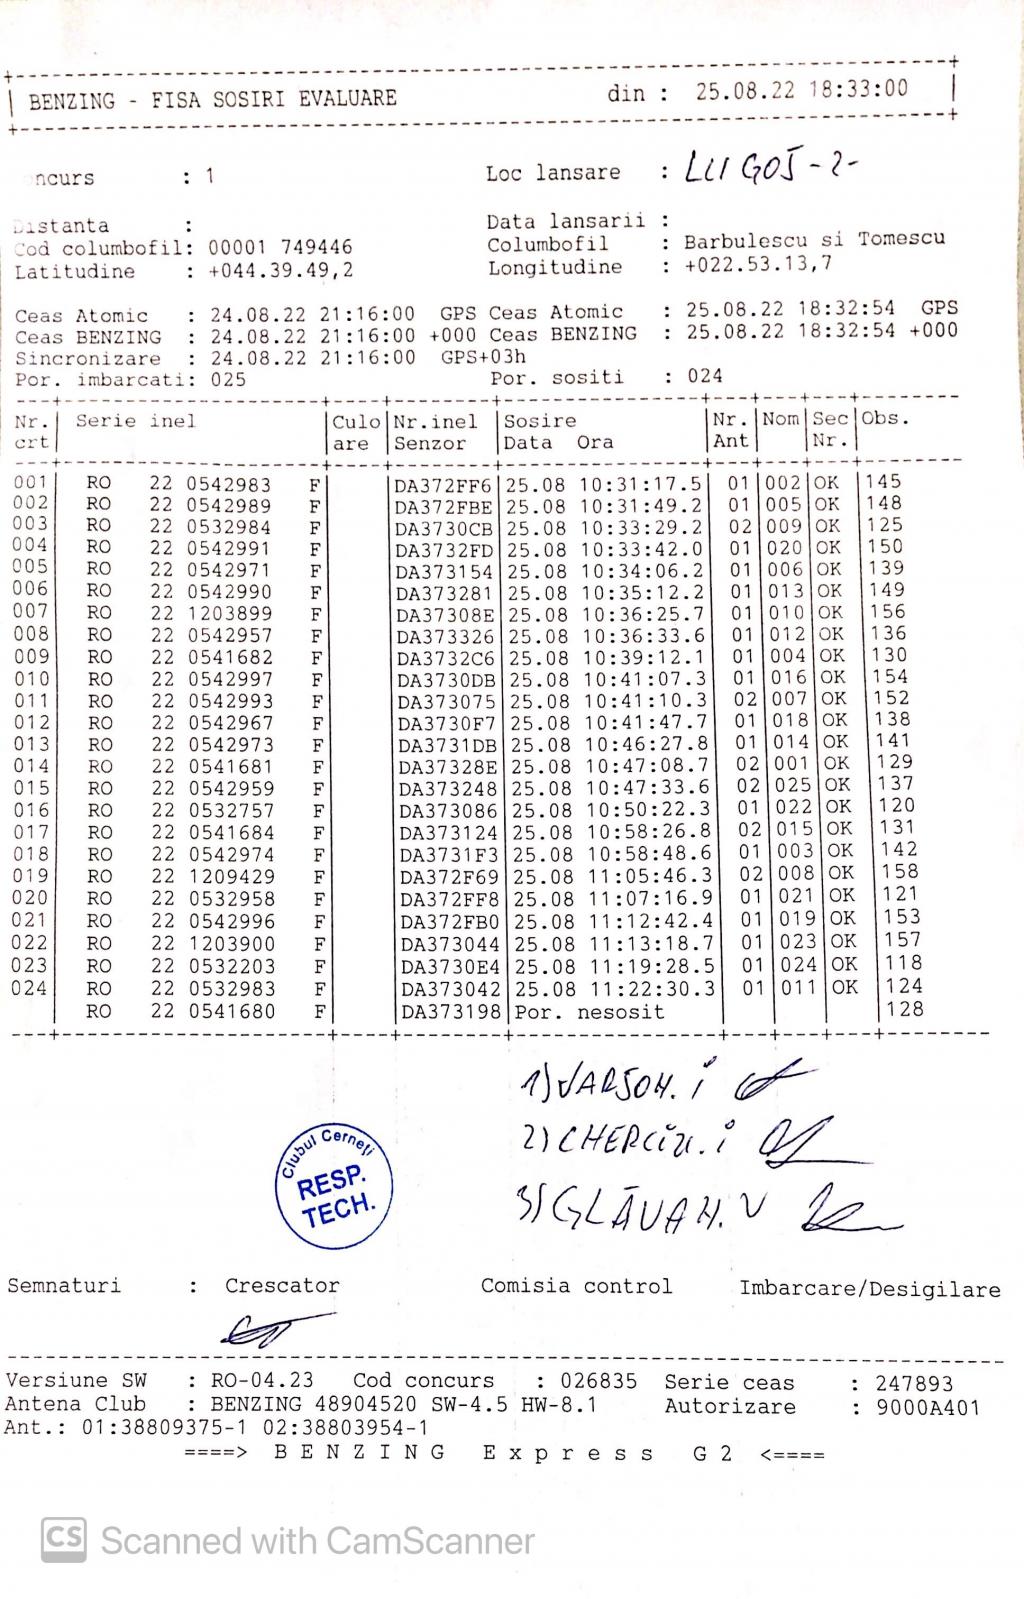 BENZING - FISA SOSIRI EVALUARE din : 25.08.22 18:33:00
oncurs : 1 Loc lansare : LUGOJ -2-
Distanta : Data lansarii :
Cod columbofil: 00001 749446 Columbofil : Barbulescu si Tomescu
Latitudine : +044.39.49,2 Longitudine : +022.53.13,7
Ceas Atomic : 24.08.22 21:16:00 GPS Ceas Atomic : 25.08.22 18:32:54 GPS
Ceas BENZING : 24.08.22 21:16:00 +000 Ceas BENZING : 25.08.22 18:32:54 +000
Sincronizare : 24.08.22 21:16:00 GPS+03h
Por. imbarcati: 025 Por. sositi : 024
Nr. Serie inel Culo Nr.inel Sosire Nr. Nom Sec Obs.
crt are Senzor Data Ora Ant Nr.
001 RO 22 0542983 F DA372FF6 25.08 10:31:17.5 01 002 OK 145
002 RO 22 0542989 F DA372FBE 25.08 10:31:49.2 01 005 OK 148
003 RO 22 0532984 F DA3730CB 25.08 10:33:29.2 02 009 OK 125
004 RO 22 0542991 F DA3732FD 25.08 10:33:42.0 01 020 OK 150
005 RO 22 0542971 F DA373154 25.08 10:34:06.2 01 006 OK 139
006 RO 22 0542990 F DA373281 25.08 10:35:12.2 01 013 OK 149
007 RO 22 1203899 F DA37308E 25.08 10:36:25.7 01 010 OK 156
008 RO 22 0542957 F DA373326 25.08 10:36:33.6 01 012 OK 136
009 RO 22 0541682 F DA3732C6 25.08 10:39:12.1 01 004 OK 130
010 RO 22 0542997 F DA3730DB 25.08 10:41:07.3 01 016 OK 154
011 RO 22 0542993 F DA373075 25.08 10:41:10.3 02 007 OK 152
012 RO 22 0542967 F DA3730F7 25.08 10:41:47.7 01 018 OK 138
013 RO 22 0542973 F DA3731DB 25.08 10:46:27.8 01 014 OK 141
014 RO 22 0541681 F DA37328E 25.08 10:47:08.7 02 001 OK 129
015 RO 22 0542959 F DA373248 25.08 10:47:33.6 02 025 OK 137
016 RO 22 0532757 F DA373086 25.08 10:50:22.3 01 022 OK 120
017 RO 22 0541684 F DA373124 25.08 10:58:26.8 02 015 OK 131
018 RO 22 0542974 F DA3731F3 25.08 10:58:48.6 01 003 OK 142
019 RO 22 1209429 F DA372F69 25.08 11:05:46.3 02 008 OK 158
020 RO 22 0532958 F DA372FF8 25.08 11:07:16.9 01 021 OK 121
021 RO 22 0542996 F DA372FB0 25.08 11:12:42.4 01 019 OK 153
022 RO 22 1203900 F DA373044 25.08 11:13:18.7 01 023 OK 157
023 RO 22 0532203 F DA3730E4 25.08 11:19:28.5 01 024 OK 118
024 RO 22 0532983 F DA373042 25.08 11:22:30.3 01 011 OK 124
RO 22 0541680 F DA373198 Por. nesosit 128
1)
2)
3) GLĂVAN. V
Clubul Cerneți
RESP.
TECH.
Semnaturi : Crescator Comisia control Imbarcare/Desigilare
Versiune SW : RO-04.23 Cod concurs : 026835 Serie ceas : 247893
Antena Club : BENZING 48904520 SW-4.5 HW-8.1 Autorizare : 9000A401
Ant.: 01:38809375-1 02:38803954-1
====> B E N Z I N G E x p r e s s G 2 <====
CS Scanned with CamScanner